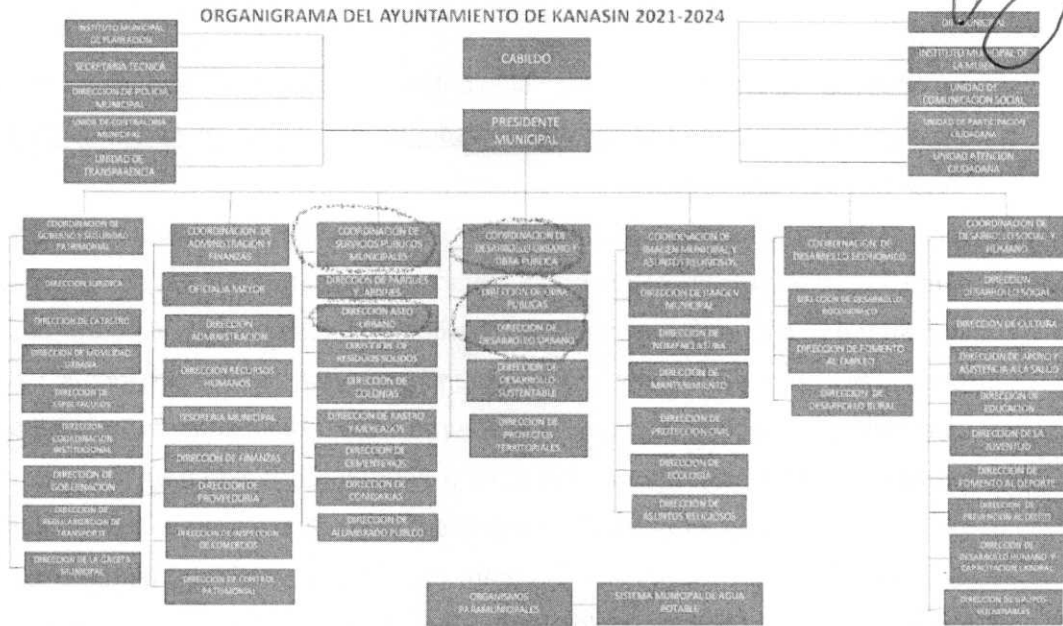 ORGANIGRAMA DEL AYUNTAMIENTO DE KANASIN 2021-2024
INSTITUTO MUNICIPAL
DE PLANEACIÓN
SECRETARIA TECNICA
DIRECCION DE POLICIA
MUNICIPAL
UNIDAD DE CONTRALORIA
MUNICIPAL
UNIDAD DE
TRANSPARENCIA
CABILDO
PRESIDENTE
MUNICIPAL
DIF MUNICIPAL
INSTITUTO MUNICIPAL DE
LA MUJER
UNIDAD DE
COMUNICACION SOCIAL
UNIDAD DE PARTICIPACION
CIUDADANA
UNIDAD ATENCION
CIUDADANA
COORDINACION DE
GOBIERNO Y SEGURIDAD
PATRIMONIAL
DIRECCION JURIDICA
DIRECCION DE CATASTRO
DIRECCION DE MOVILIDAD
URBANA
DIRECCION DE
ESPECTACULOS
DIRECCION
COORDINACION
INSTITUCIONAL
DIRECCION DE
GOBERNACION
DIRECCION DE
REGULARIZACION DE
TRANSPORTE
DIRECCION DE LA GACETA
MUNICIPAL
COORDINACION DE
ADMINISTRACION Y
FINANZAS
OFICIALIA MAYOR
DIRECCION
ADMINISTRACION
DIRECCION RECURSOS
HUMANOS
TESORERIA MUNICIPAL
DIRECCION DE FINANZAS
DIRECCION DE
PROVEEDURIA
DIRECCION DE INSPECCION
DE COMERCIOS
DIRECCION DE CONTROL
PATRIMONIAL
COORDINACION DE
SERVICIOS PUBLICOS
MUNICIPALES
DIRECCION DE PARQUES
Y JARDINES
DIRECCION ASEO
URBANO
DIRECCION DE
RESIDUOS SOLIDOS
DIRECCION DE
COLONIAS
DIRECCION DE RASTRO
Y MERCADOS
DIRECCION DE
CEMENTERIOS
DIRECCION DE
COMISARIAS
DIRECCION DE
ALUMBRADO PUBLICO
COORDINACION DE
DESARROLLO URBANO Y
OBRA PUBLICA
DIRECCION DE OBRA
PUBLICAS
DIRECCION DE
DESARROLLO URBANO
DIRECCION DE
DESARROLLO
SUSTENTABLE
DIRECCION DE
PROYECTOS
TERRITORIALES
COORDINACION DE
IMAGEN MUNICIPAL Y
ASUNTOS RELIGIOSOS
DIRECCION DE IMAGEN
MUNICIPAL
DIRECCION DE
NOMENCLATURA
DIRECCION DE
MANTENIMIENTO
DIRECCION DE
PROTECCION CIVIL
DIRECCION DE
ECOLOGIA
DIRECCION DE
ASUNTOS RELIGIOSOS
COORDINACION DE
DESARROLLO ECONOMICO
DIRECCION DE DESARROLLO
DIRECCION DE FOMENTO
AL EMPLEO
DIRECCION DE
DESARROLLO RURAL
COORDINACION DE
DESARROLLO SOCIAL Y
HUMANO
DIRECCION
DESARROLLO SOCIAL
DIRECCION DE CULTURA
DIRECCION DE APOYO Y
ASISTENCIA A LA SALUD
DIRECCION DE
EDUCACION
DIRECCION DE LA
JUVENTUD
DIRECCION DE
FOMENTO AL DEPORTE
DIRECCION DE
PREVENCION AL DELITO
DIRECCION DE
DESARROLLO HUMANO Y
CAPACITACION LABORAL
DIRECCION DE GRUPOS
VULNERABLES
ORGANISMOS
PARAMUNICIPALES
SISTEMA MUNICIPAL DE AGUA
POTABLE